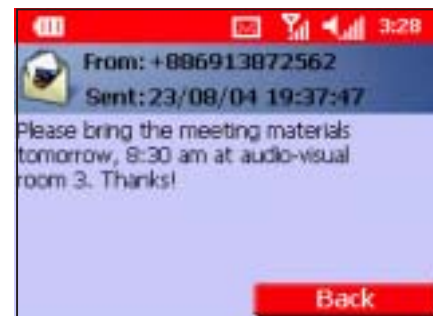 3:28
From: +886913872562
Sent: 23/08/04 19:37:47
Please bring the meeting materials
tomorrow, 8:30 am at audio-visual
room 3. Thanks!
Back